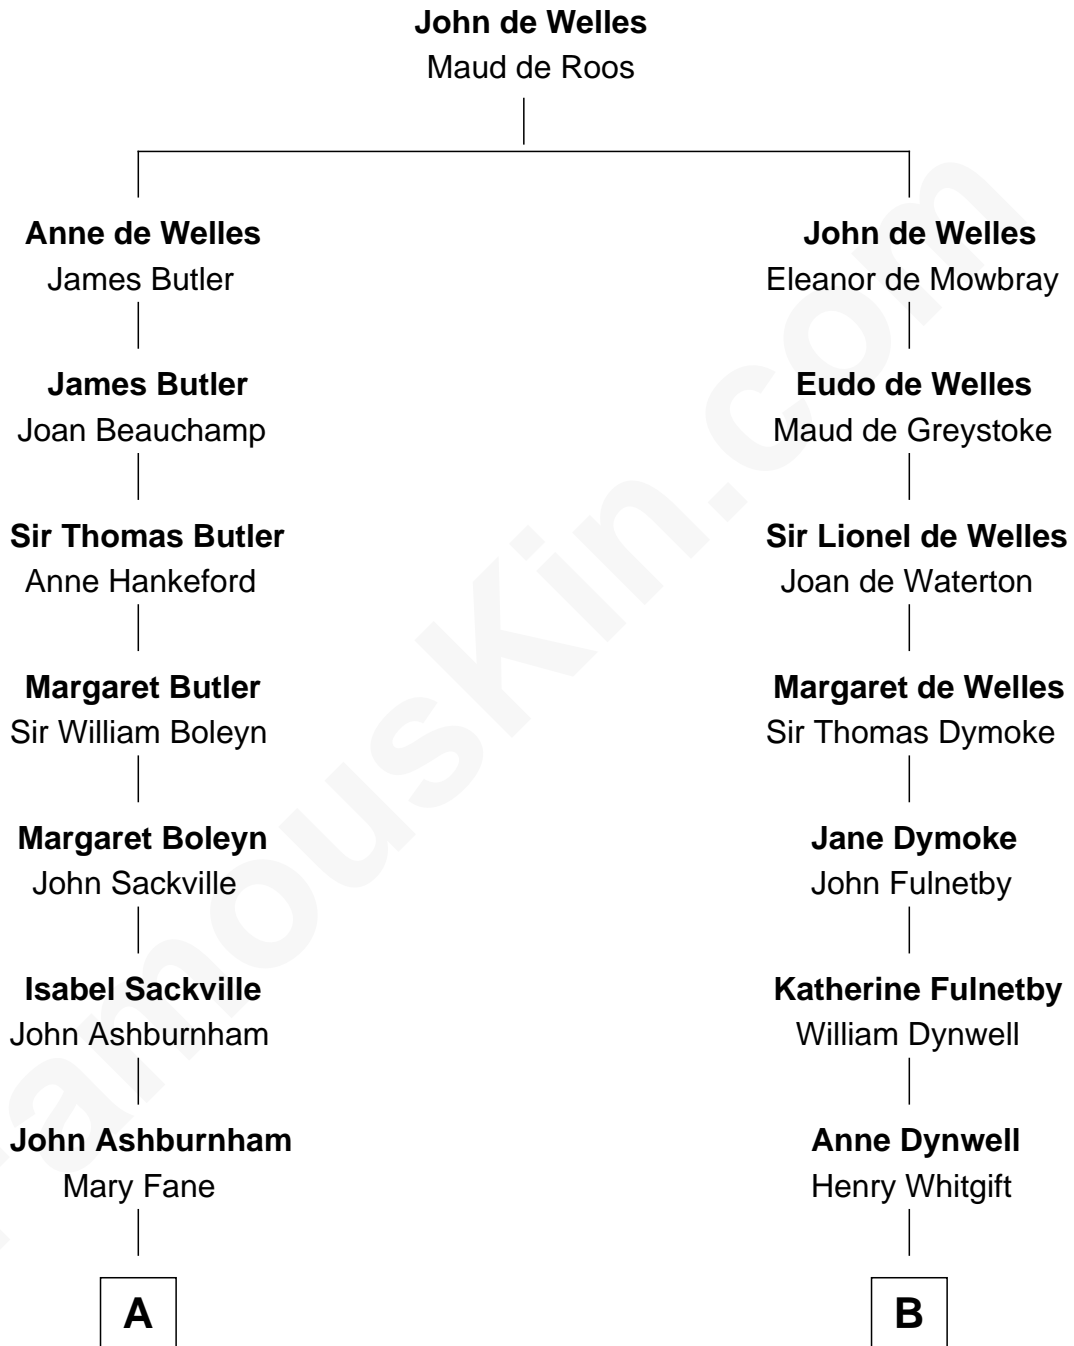 John de Welles
Maud de Roos
Anne de Welles
James Butler
John de Welles
Eleanor de Mowbray
James Butler
Joan Beauchamp
Eudo de Welles
Maud de Greystoke
Sir Thomas Butler
Anne Hankeford
Sir Lionel de Welles
Joan de Waterton
Margaret Butler
Sir William Boleyn
Margaret de Welles
Sir Thomas Dymoke
Margaret Boleyn
John Sackville
Jane Dymoke
John Fulnetby
Isabel Sackville
John Ashburnham
Katherine Fulnetby
William Dynwell
John Ashburnham
Mary Fane
Anne Dynwell
Henry Whitgift
A
B
FamousKin.com